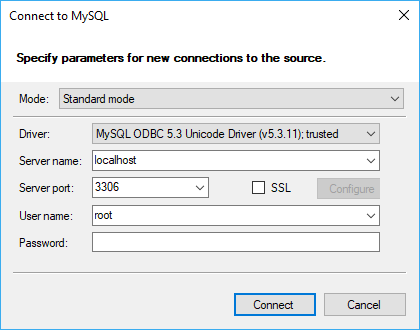 Connect to MySQL
Specify parameters for new connections to the source.
Mode: Standard mode
Driver: MySQL ODBC 5.3 Unicode Driver (v5.3.11); trusted
Server name: localhost
Server port: 3306 SSL Configure
User name: root
Password:
Connect Cancel